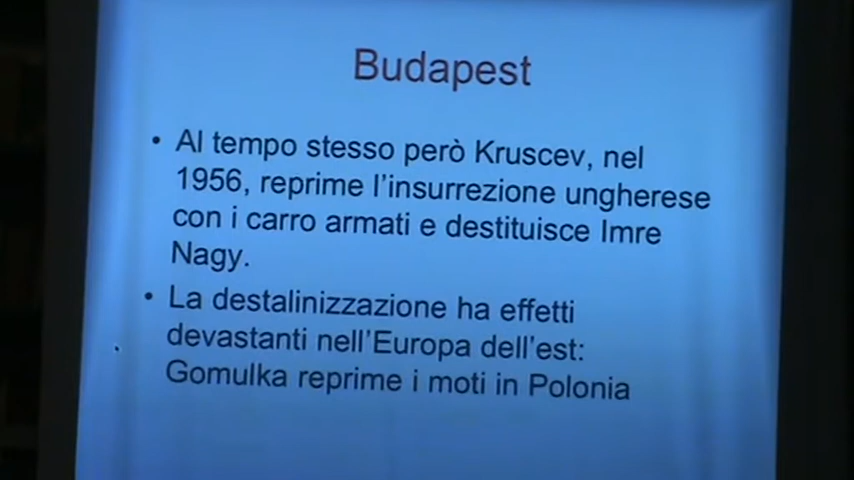 Budapest
• Al tempo stesso però Kruscev, nel
1956, reprime l'insurrezione ungherese
con i carro armati e destituisce Imre
Nagy.
• La destalinizzazione ha effetti
devastanti nell'Europa dell'est:
Gomulka reprime i moti in Polonia